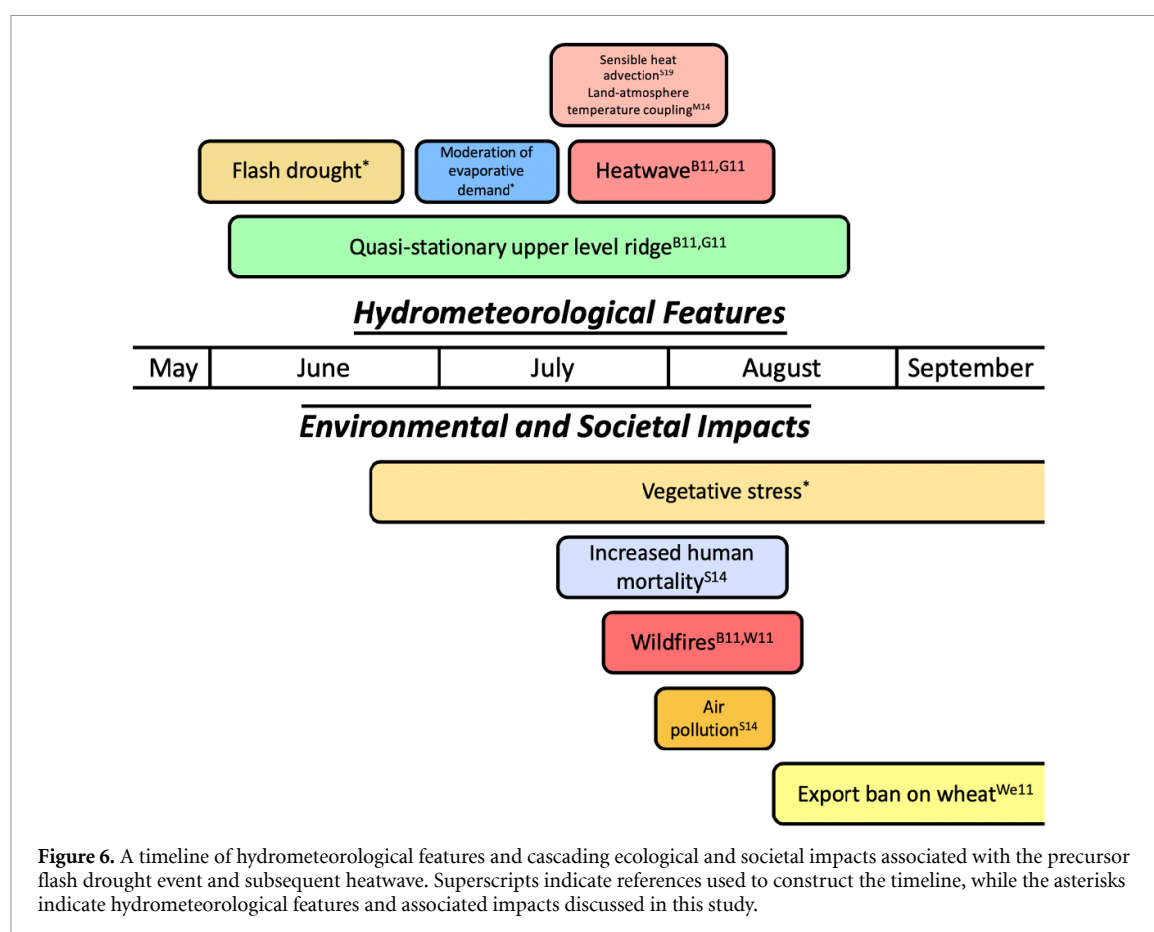 Sensible heat
advection^S19
Land-atmosphere
temperature coupling^M14
Flash drought*
Moderation of
evaporative
demand*
Heatwave^B11,G11
Quasi-stationary upper level ridge^B11,G11
Hydrometeorological Features
May June July August September
Environmental and Societal Impacts
Vegetative stress*
Increased human
mortality^S14
Wildfires^B11,W11
Air
pollution^S14
Export ban on wheat^We11
Figure 6. A timeline of hydrometeorological features and cascading ecological and societal impacts associated with the precursor
flash drought event and subsequent heatwave. Superscripts indicate references used to construct the timeline, while the asterisks
indicate hydrometeorological features and associated impacts discussed in this study.